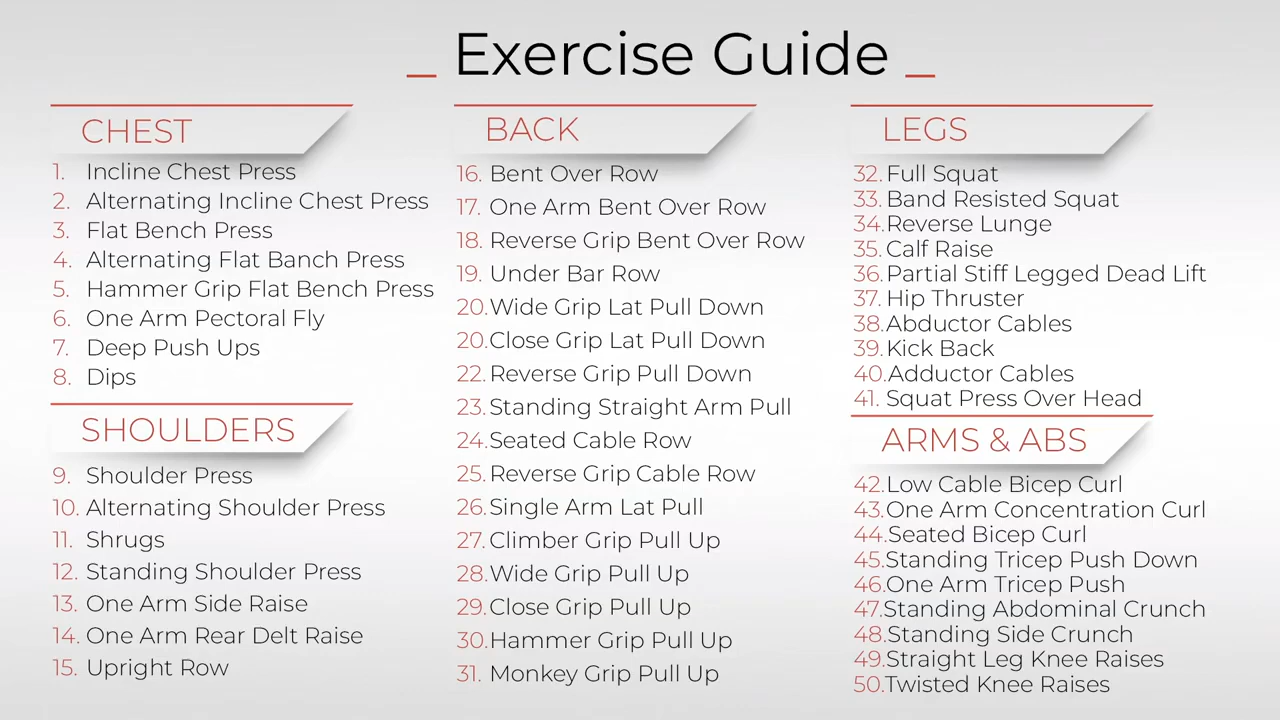 _ Exercise Guide _
CHEST
1. Incline Chest Press
2. Alternating Incline Chest Press
3. Flat Bench Press
4. Alternating Flat Banch Press
5. Hammer Grip Flat Bench Press
6. One Arm Pectoral Fly
7. Deep Push Ups
8. Dips
SHOULDERS
9. Shoulder Press
10. Alternating Shoulder Press
11. Shrugs
12. Standing Shoulder Press
13. One Arm Side Raise
14. One Arm Rear Delt Raise
15. Upright Row
BACK
16. Bent Over Row
17. One Arm Bent Over Row
18. Reverse Grip Bent Over Row
19. Under Bar Row
20. Wide Grip Lat Pull Down
20. Close Grip Lat Pull Down
22. Reverse Grip Pull Down
23. Standing Straight Arm Pull
24. Seated Cable Row
25. Reverse Grip Cable Row
26. Single Arm Lat Pull
27. Climber Grip Pull Up
28. Wide Grip Pull Up
29. Close Grip Pull Up
30. Hammer Grip Pull Up
31. Monkey Grip Pull Up
LEGS
32. Full Squat
33. Band Resisted Squat
34. Reverse Lunge
35. Calf Raise
36. Partial Stiff Legged Dead Lift
37. Hip Thruster
38. Abductor Cables
39. Kick Back
40. Adductor Cables
41. Squat Press Over Head
ARMS & ABS
42. Low Cable Bicep Curl
43. One Arm Concentration Curl
44. Seated Bicep Curl
45. Standing Tricep Push Down
46. One Arm Tricep Push
47. Standing Abdominal Crunch
48. Standing Side Crunch
49. Straight Leg Knee Raises
50. Twisted Knee Raises